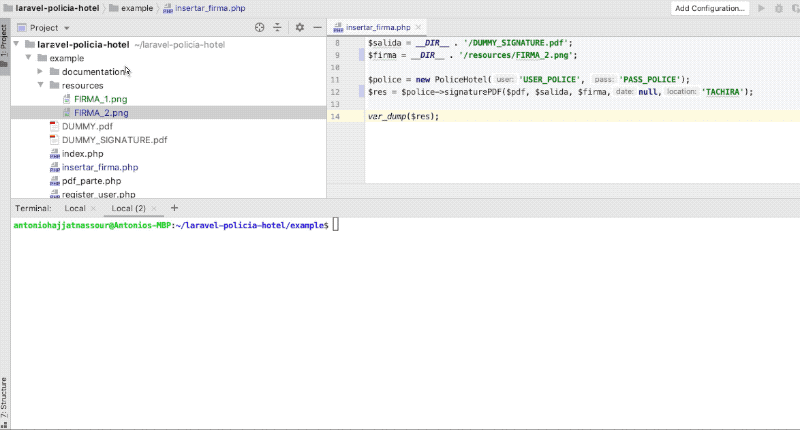 laravel-policia-hotel example insertar_firma.php Add Configuration...
Project insertar_firma.php
1: Project
laravel-policia-hotel ~/laravel-policia-hotel
example
documentations
resources
FIRMA_1.png
FIRMA_2.png
DUMMY.pdf
DUMMY_SIGNATURE.pdf
index.php
insertar_firma.php
pdf_parte.php
register_user.php
8 $salida = __DIR__ . '/DUMMY_SIGNATURE.pdf';
9 $firma = __DIR__ . '/resources/FIRMA_2.png';
10
11 $police = new PoliceHotel( user: 'USER_POLICE', pass: 'PASS_POLICE');
12 $res = $police->signaturePDF($pdf, $salida, $firma, date: null, location: 'TACHIRA');
13
14 var_dump($res);
Terminal: Local × Local (2) × +
antoniohajjatnassour@Antonios-MBP:~/laravel-policia-hotel/example$
7: Structure